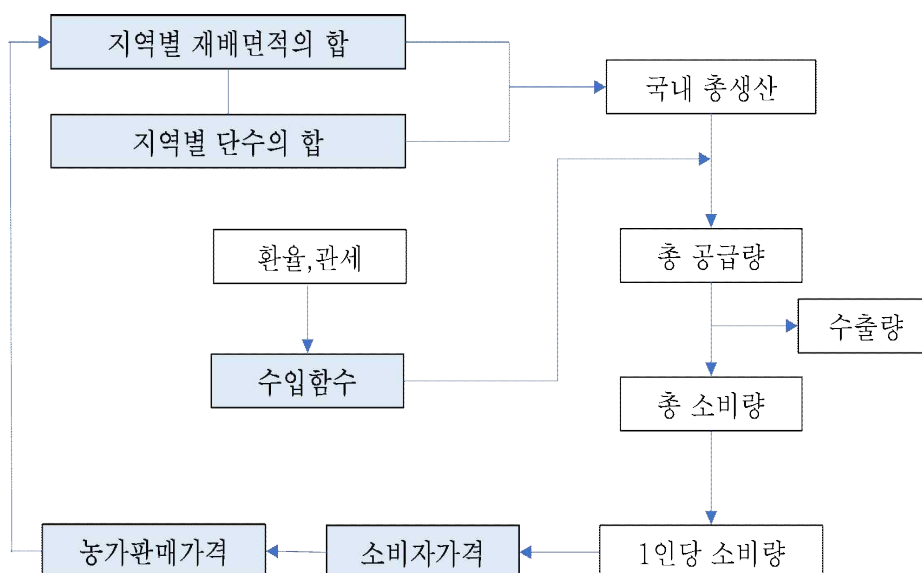 지역별 재배면적의 합
국내 총생산
지역별 단수의 합
환율,관세
총 공급량
수출량
수입함수
총 소비량
농가판매가격
소비자가격
1인당 소비량